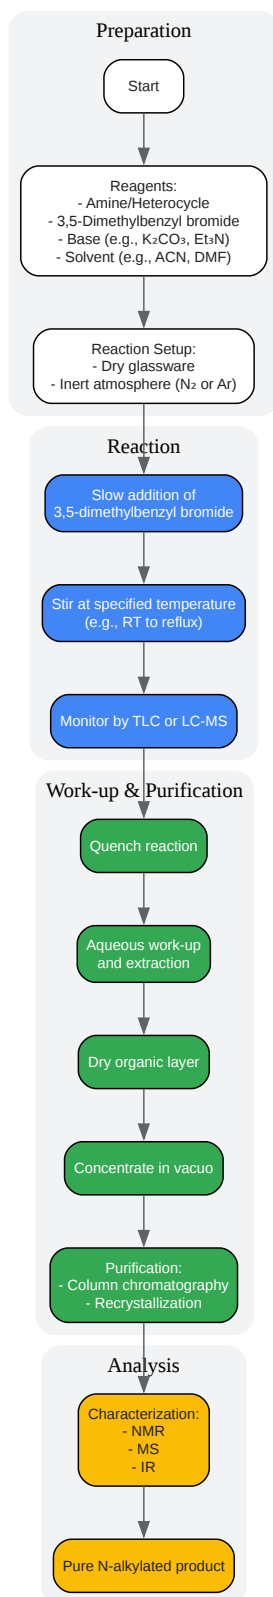 Preparation
Start
Reagents:
- Amine/Heterocycle
- 3,5-Dimethylbenzyl bromide
- Base (e.g., K₂CO₃, Et₃N)
- Solvent (e.g., ACN, DMF)
Reaction Setup:
- Dry glassware
- Inert atmosphere (N₂ or Ar)
Reaction
Slow addition of
3,5-dimethylbenzyl bromide
Stir at specified temperature
(e.g., RT to reflux)
Monitor by TLC or LC-MS
Work-up & Purification
Quench reaction
Aqueous work-up
and extraction
Dry organic layer
Concentrate in vacuo
Purification:
- Column chromatography
- Recrystallization
Analysis
Characterization:
- NMR
- MS
- IR
Pure N-alkylated product